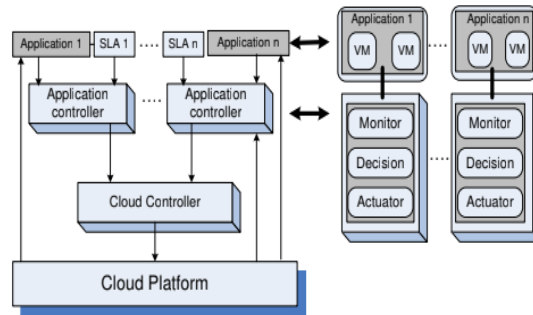 Application 1
SLA 1
.....
SLA n
Application n
Application controller
.....
Application controller
Cloud Controller
Cloud Platform
Application 1
VM
VM
.....
Application n
VM
VM
Monitor
Decision
Actuator
.....
Monitor
Decision
Actuator